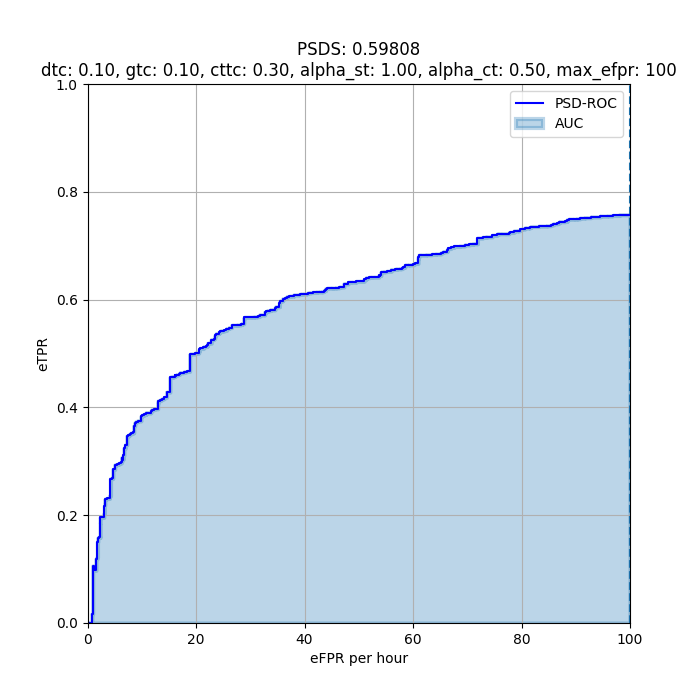 PSDS: 0.59808
dtc: 0.10, gtc: 0.10, cttc: 0.30, alpha_st: 1.00, alpha_ct: 0.50, max_efpr: 100
1.0
PSD-ROC
AUC
0.8
0.6
eTPR
0.4
0.2
0.0
0 20 40 60 80 100
eFPR per hour